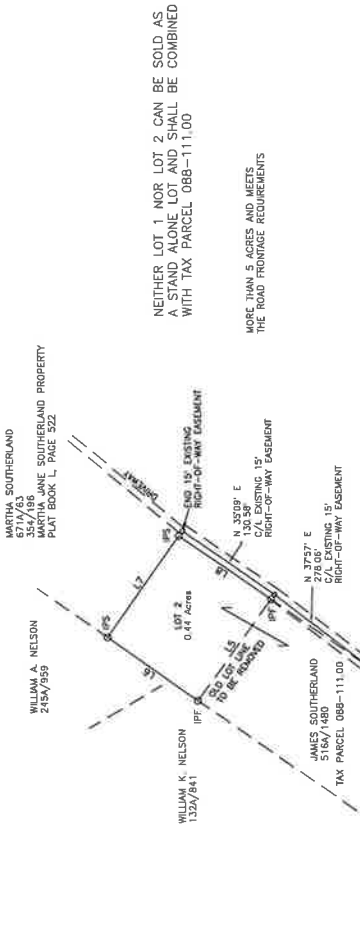 MARTHA SOUTHERLAND
671A/63
354/196
MARTHA JANE SOUTHERLAND PROPERTY
PLAT BOOK L, PAGE 522
WILLIAM A. NELSON
245A/959
NEITHER LOT 1 NOR LOT 2 CAN BE SOLD AS
A STAND ALONE LOT AND SHALL BE COMBINED
WITH TAX PARCEL 088-111.00
MORE THAN 5 ACRES AND MEETS
THE ROAD FRONTAGE REQUIREMENTS
DRIVEWAY
IPS
L7
IPS
END 15' EXISTING
RIGHT-OF-WAY EASEMENT
L6
LOT 2
0.44 Acres
N 35°09' E
130.58'
C/L EXISTING 15'
RIGHT-OF-WAY EASEMENT
WILLIAM K. NELSON
132A/841
IPF
L5
OLD LOT LINE
TO BE REMOVED
IPF
N 37°57' E
278.06'
C/L EXISTING 15'
RIGHT-OF-WAY EASEMENT
JAMES SOUTHERLAND
516A/1480
TAX PARCEL 088-111.00